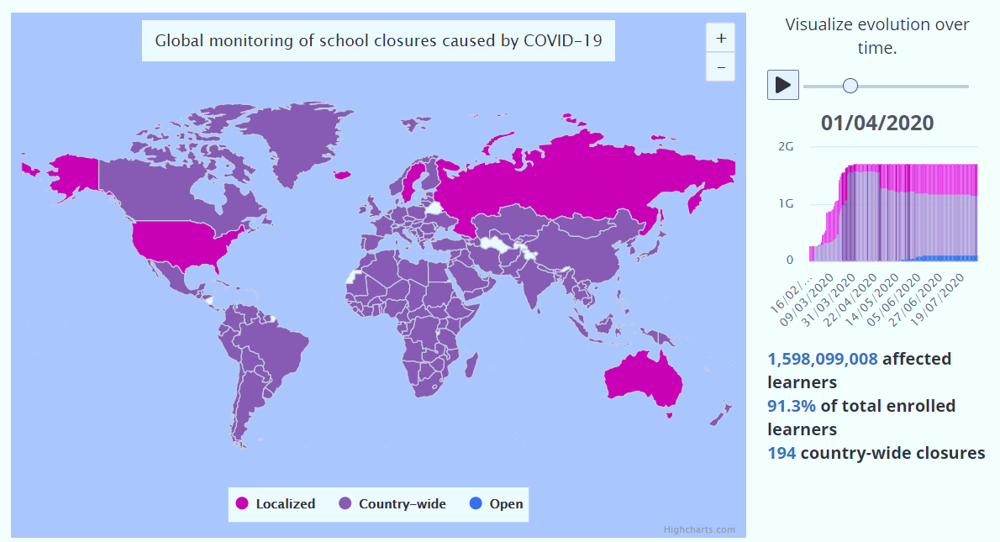 Global monitoring of school closures caused by COVID-19
+
−
Localized
Country-wide
Open
Highcharts.com
Visualize evolution over
time.
01/04/2020
2G
1G
0
16/02/...
09/03/2020
31/03/2020
22/04/2020
14/05/2020
05/06/2020
27/06/2020
19/07/2020
1,598,099,008 affected
learners
91.3% of total enrolled
learners
194 country-wide closures